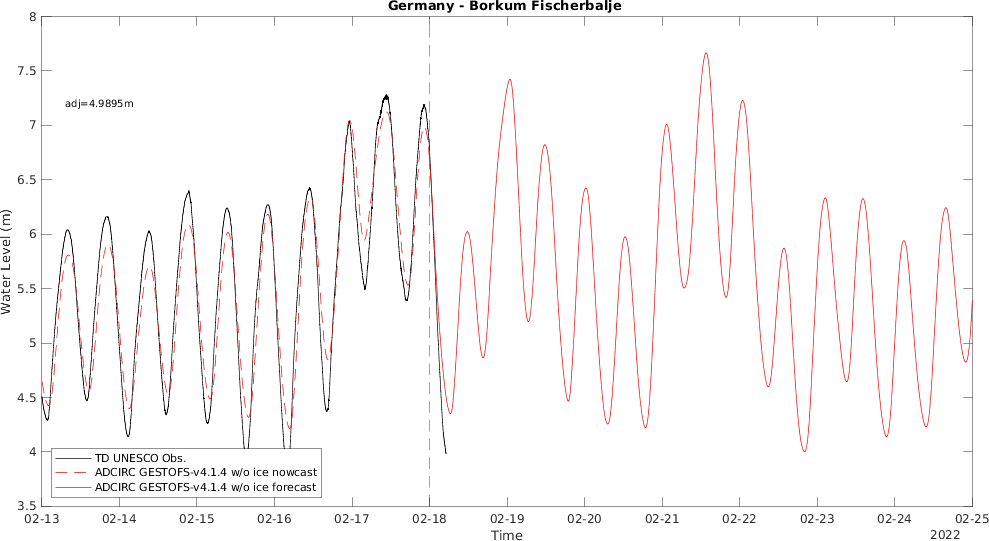 Germany - Borkum Fischerbalje
8
7.5
7
6.5
6
5.5
5
4.5
4
3.5
Water Level (m)
adj=4.9895m
TD UNESCO Obs.
ADCIRC GESTOFS-v4.1.4 w/o ice nowcast
ADCIRC GESTOFS-v4.1.4 w/o ice forecast
02-13 02-14 02-15 02-16 02-17 02-18 02-19 02-20 02-21 02-22 02-23 02-24 02-25
Time
2022